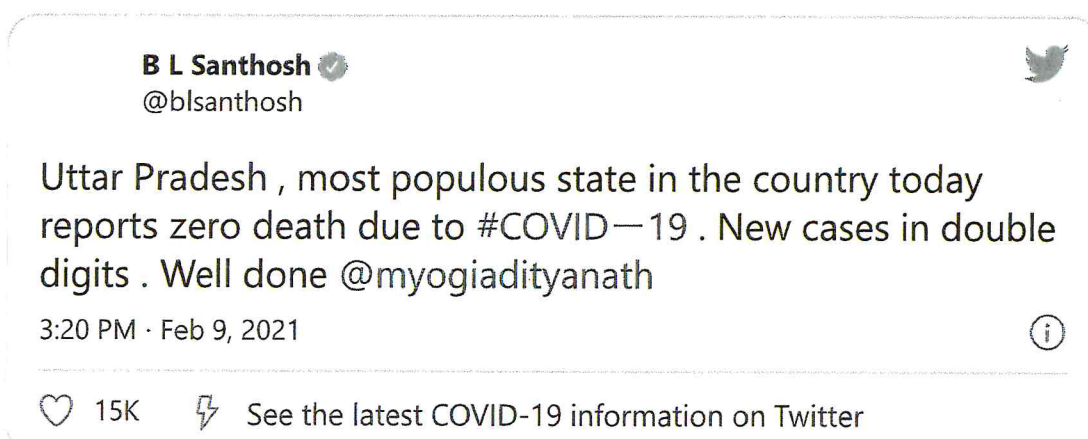 B L Santhosh
@blsanthosh
Uttar Pradesh , most populous state in the country today
reports zero death due to #COVID—19 . New cases in double
digits . Well done @myogiadityanath
3:20 PM · Feb 9, 2021
15K See the latest COVID-19 information on Twitter